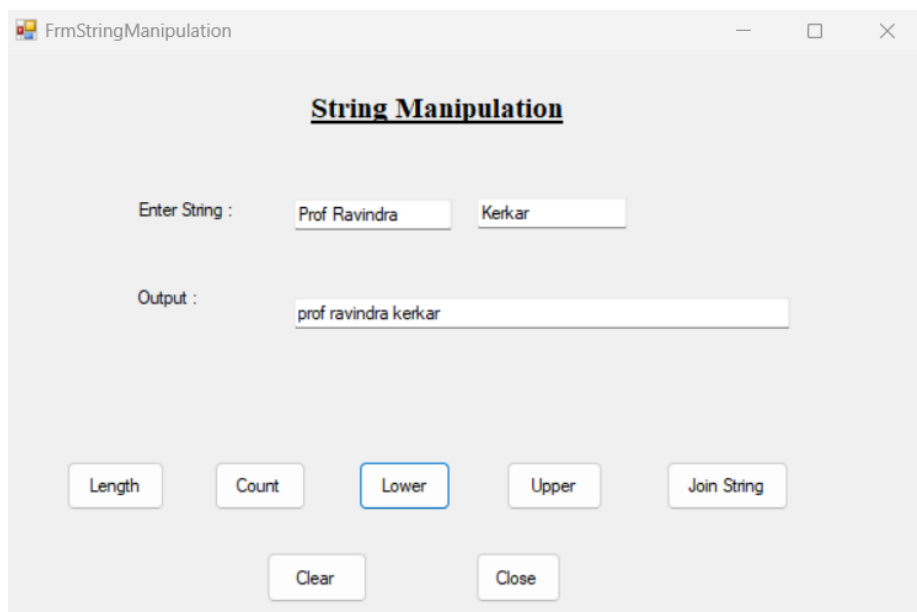 FrmStringManipulation
String Manipulation
Enter String : Prof Ravindra Kerkar
Output : prof ravindra kerkar
Length Count Lower Upper Join String
Clear Close